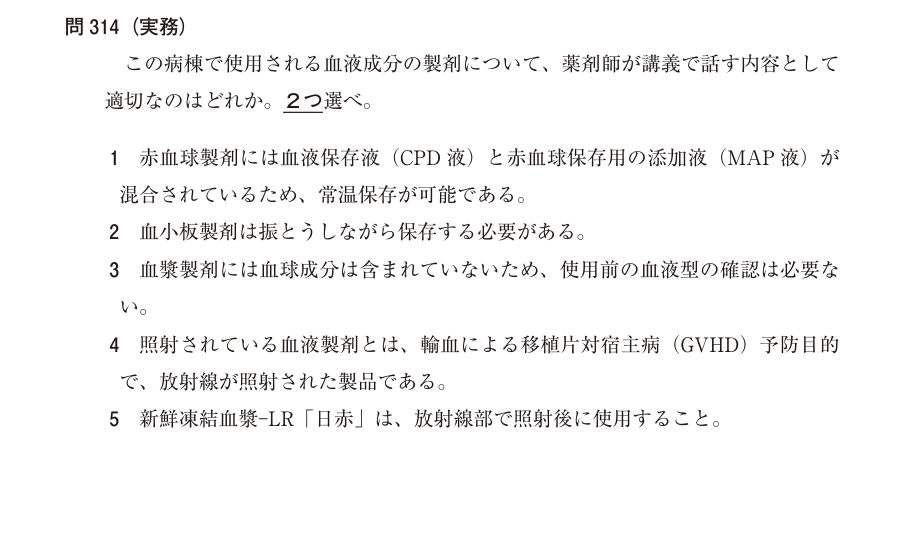 問 314（実務）
この病棟で使用される血液成分の製剤について、薬剤師が講義で話す内容として
適切なのはどれか。２つ選べ。
1　赤血球製剤には血液保存液（CPD 液）と赤血球保存用の添加液（MAP 液）が
混合されているため、常温保存が可能である。
2　血小板製剤は振とうしながら保存する必要がある。
3　血漿製剤には血球成分は含まれていないため、使用前の血液型の確認は必要な
い。
4　照射されている血液製剤とは、輸血による移植片対宿主病（GVHD）予防目的
で、放射線が照射された製品である。
5　新鮮凍結血漿−LR「日赤」は、放射線部で照射後に使用すること。